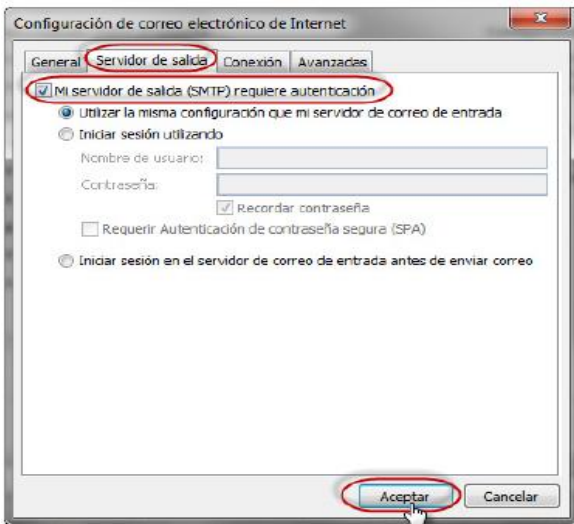 Configuración de correo electrónico de Internet
General Servidor de salida Conexión Avanzadas
Mi servidor de salida (SMTP) requiere autenticación
Utilizar la misma configuración que mi servidor de correo de entrada
Iniciar sesión utilizando
Nombre de usuario:
Contraseña:
Recordar contraseña
Requerir Autenticación de contraseña segura (SPA)
Iniciar sesión en el servidor de correo de entrada antes de enviar correo
Aceptar Cancelar